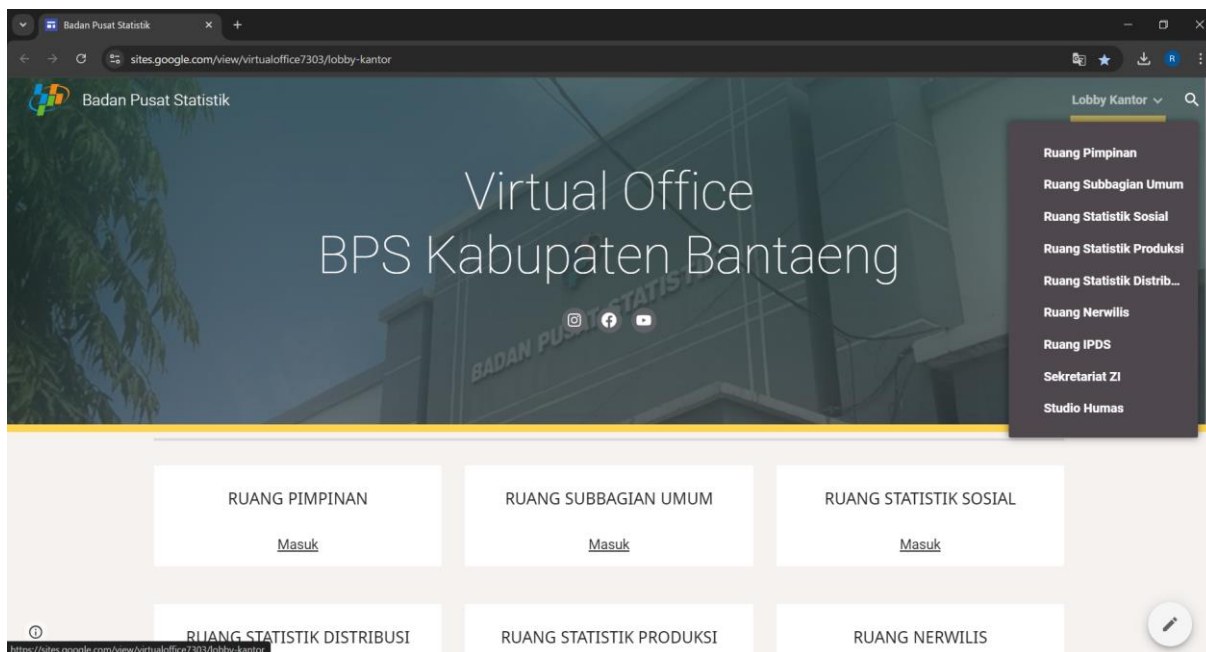 Badan Pusat Statistik
sites.google.com/view/virtualoffice7303/lobby-kantor
R
Badan Pusat Statistik
Lobby Kantor
Virtual Office
BPS Kabupaten Bantaeng
BADAN PUSAT STATISTIK
Ruang Pimpinan
Ruang Subbagian Umum
Ruang Statistik Sosial
Ruang Statistik Produksi
Ruang Statistik Distrib...
Ruang Nerwilis
Ruang IPDS
Sekretariat ZI
Studio Humas
RUANG PIMPINAN
Masuk
RUANG SUBBAGIAN UMUM
Masuk
RUANG STATISTIK SOSIAL
Masuk
RUANG STATISTIK DISTRIBUSI
RUANG STATISTIK PRODUKSI
RUANG NERWILIS
https://sites.google.com/view/virtualoffice7303/lobby-kantor